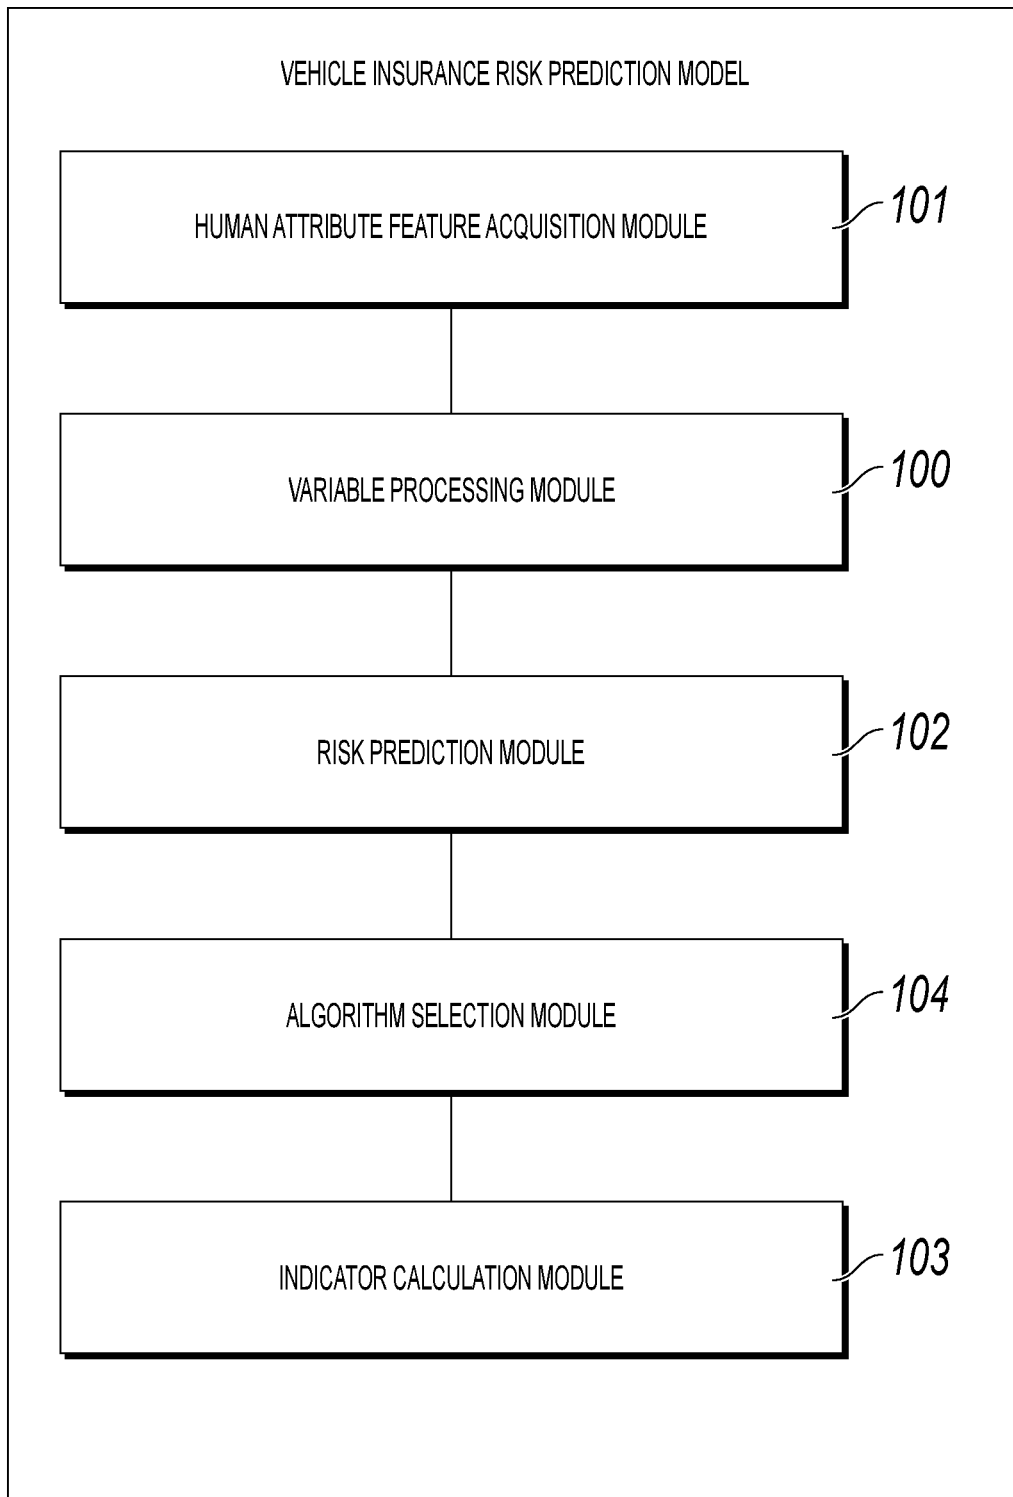 VEHICLE INSURANCE RISK PREDICTION MODEL
HUMAN ATTRIBUTE FEATURE ACQUISITION MODULE
101
VARIABLE PROCESSING MODULE
100
RISK PREDICTION MODULE
102
ALGORITHM SELECTION MODULE
104
INDICATOR CALCULATION MODULE
103